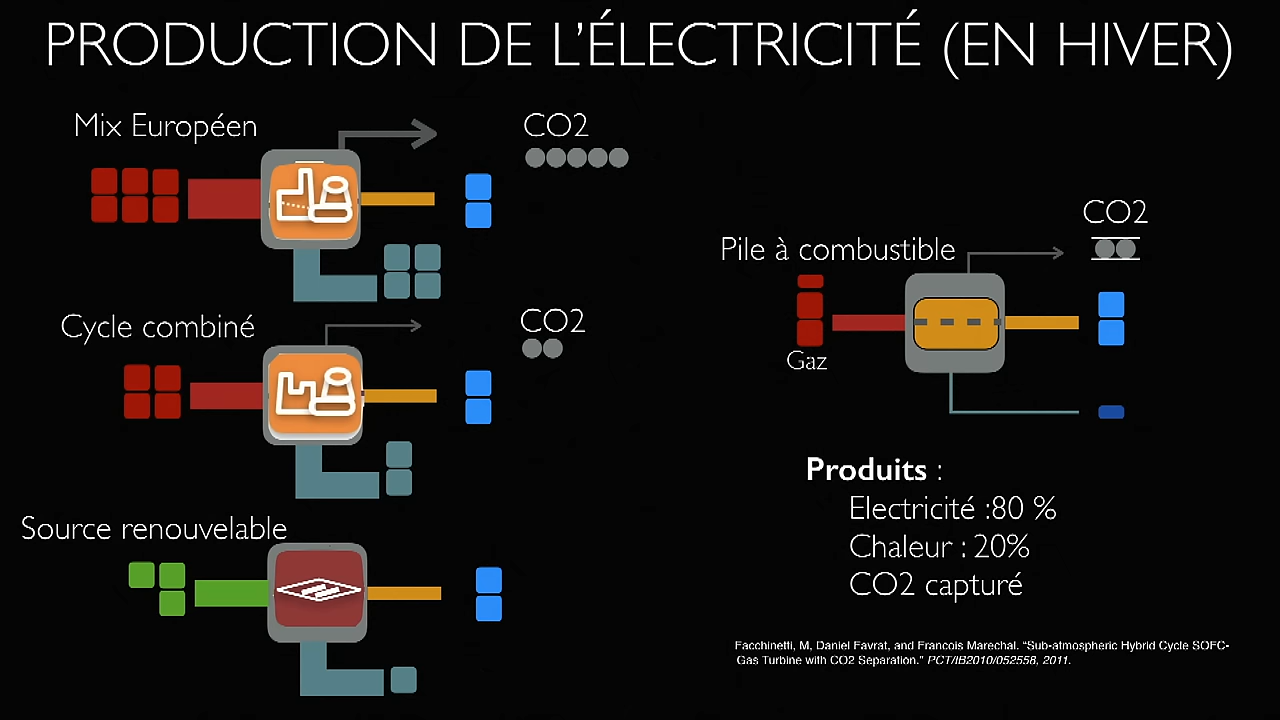 PRODUCTION DE L'ÉLECTRICITÉ (EN HIVER)
Mix Européen
CO2
Cycle combiné
CO2
Source renouvelable
CO2
Pile à combustible
Gaz
Produits :
Electricité :80 %
Chaleur : 20%
CO2 capturé
Facchinetti, M, Daniel Favrat, and Francois Marechal. “Sub-atmospheric Hybrid Cycle SOFC-
Gas Turbine with CO2 Separation.” PCT/IB2010/052558, 2011.